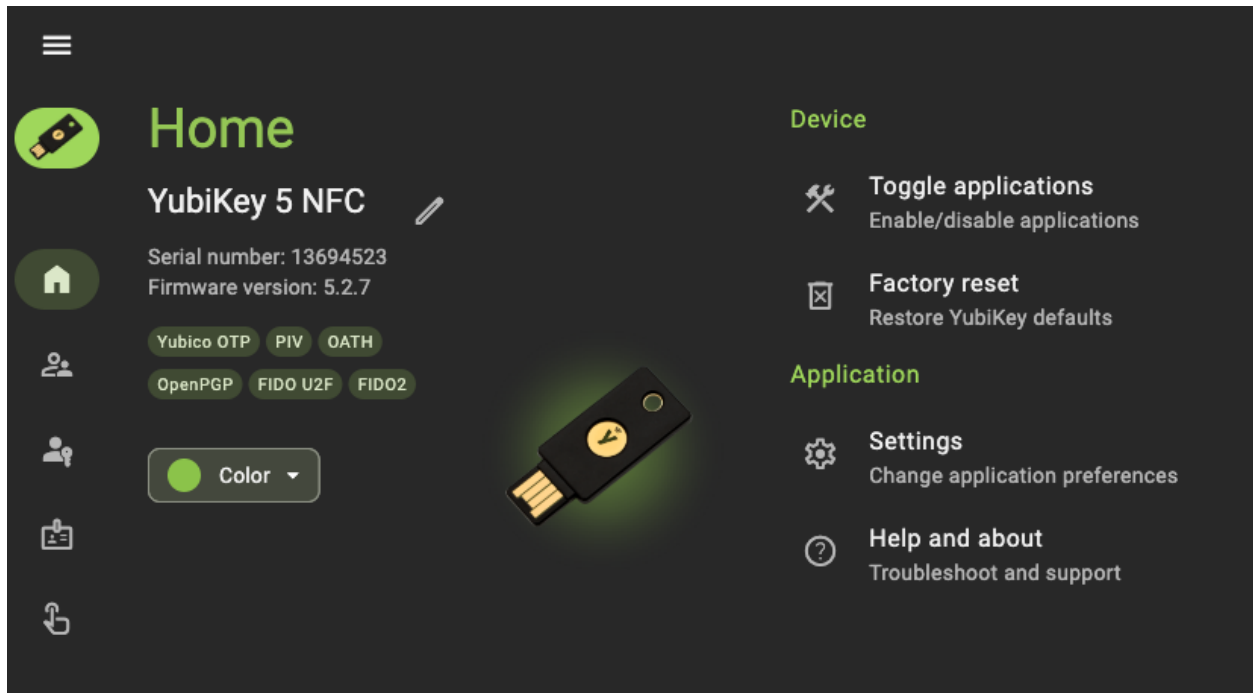 Home
YubiKey 5 NFC
Serial number: 13694523
Firmware version: 5.2.7
Yubico OTP PIV OATH
OpenPGP FIDO U2F FIDO2
Color
Device
Toggle applications
Enable/disable applications
Factory reset
Restore YubiKey defaults
Application
Settings
Change application preferences
Help and about
Troubleshoot and support